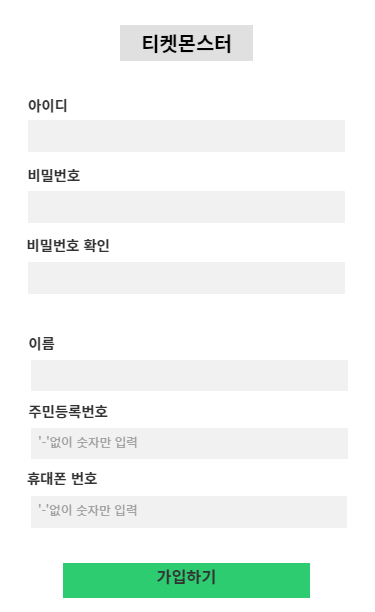 티켓몬스터
아이디
비밀번호
비밀번호 확인
이름
주민등록번호
'-'없이 숫자만 입력
휴대폰 번호
'-'없이 숫자만 입력
가입하기